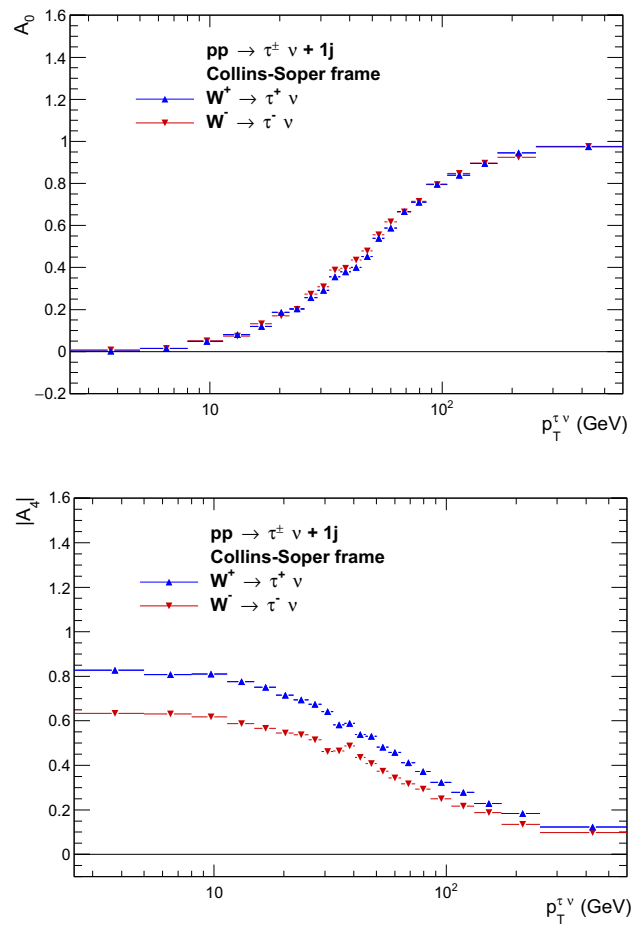 A₀
1.6
1.4
1.2
1
0.8
0.6
0.4
0.2
0
−0.2
pp → τ± ν + 1j
Collins-Soper frame
W⁺ → τ⁺ ν
W⁻ → τ⁻ ν
10
10²
p_T^{τ ν} (GeV)
|A₄|
1.6
1.4
1.2
1
0.8
0.6
0.4
0.2
0
pp → τ± ν + 1j
Collins-Soper frame
W⁺ → τ⁺ ν
W⁻ → τ⁻ ν
10
10²
p_T^{τ ν} (GeV)